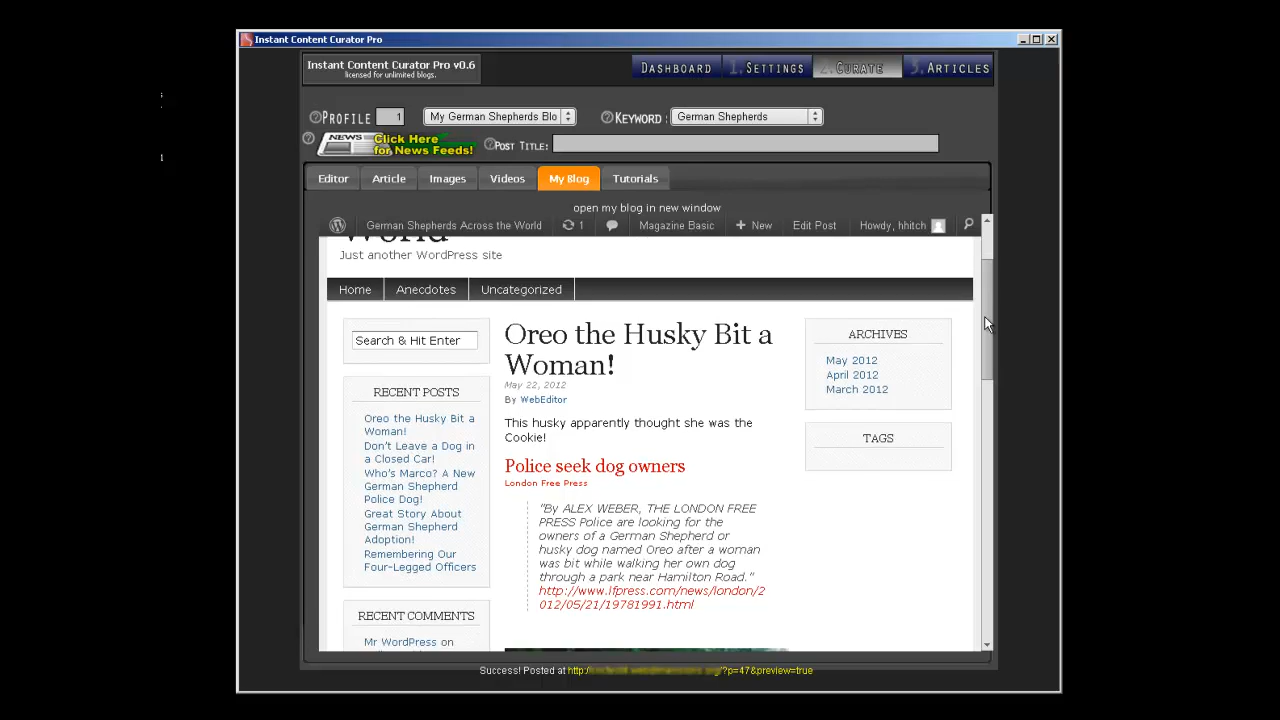 Instant Content Curator Pro
Instant Content Curator Pro v0.6
licensed for unlimited blogs.
DASHBOARD
1. SETTINGS
2. CURATE
3. ARTICLES
PROFILE 1
My German Shepherds Blo
KEYWORD:
German Shepherds
NEWS
Click Here
for News Feeds!
POST TITLE:
Editor
Article
Images
Videos
My Blog
Tutorials
open my blog in new window
German Shepherds Across the World
1
Magazine Basic
+ New
Edit Post
Howdy, hhitch
World
Just another WordPress site
Home
Anecdotes
Uncategorized
Search & Hit Enter
RECENT POSTS
Oreo the Husky Bit a
Woman!
Don't Leave a Dog in
a Closed Car!
Who's Marco? A New
German Shepherd
Police Dog!
Great Story About
German Shepherd
Adoption!
Remembering Our
Four-Legged Officers
RECENT COMMENTS
Mr WordPress on
Oreo the Husky Bit a
Woman!
May 22, 2012
By WebEditor
This husky apparently thought she was the
Cookie!
Police seek dog owners
London Free Press
"By ALEX WEBER, THE LONDON FREE
PRESS Police are looking for the
owners of a German Shepherd or
husky dog named Oreo after a woman
was bit while walking her own dog
through a park near Hamilton Road."
http://www.lfpress.com/news/london/2
012/05/21/19781991.html
ARCHIVES
May 2012
April 2012
March 2012
TAGS
Success! Posted at http:/ /?p=47&preview=true